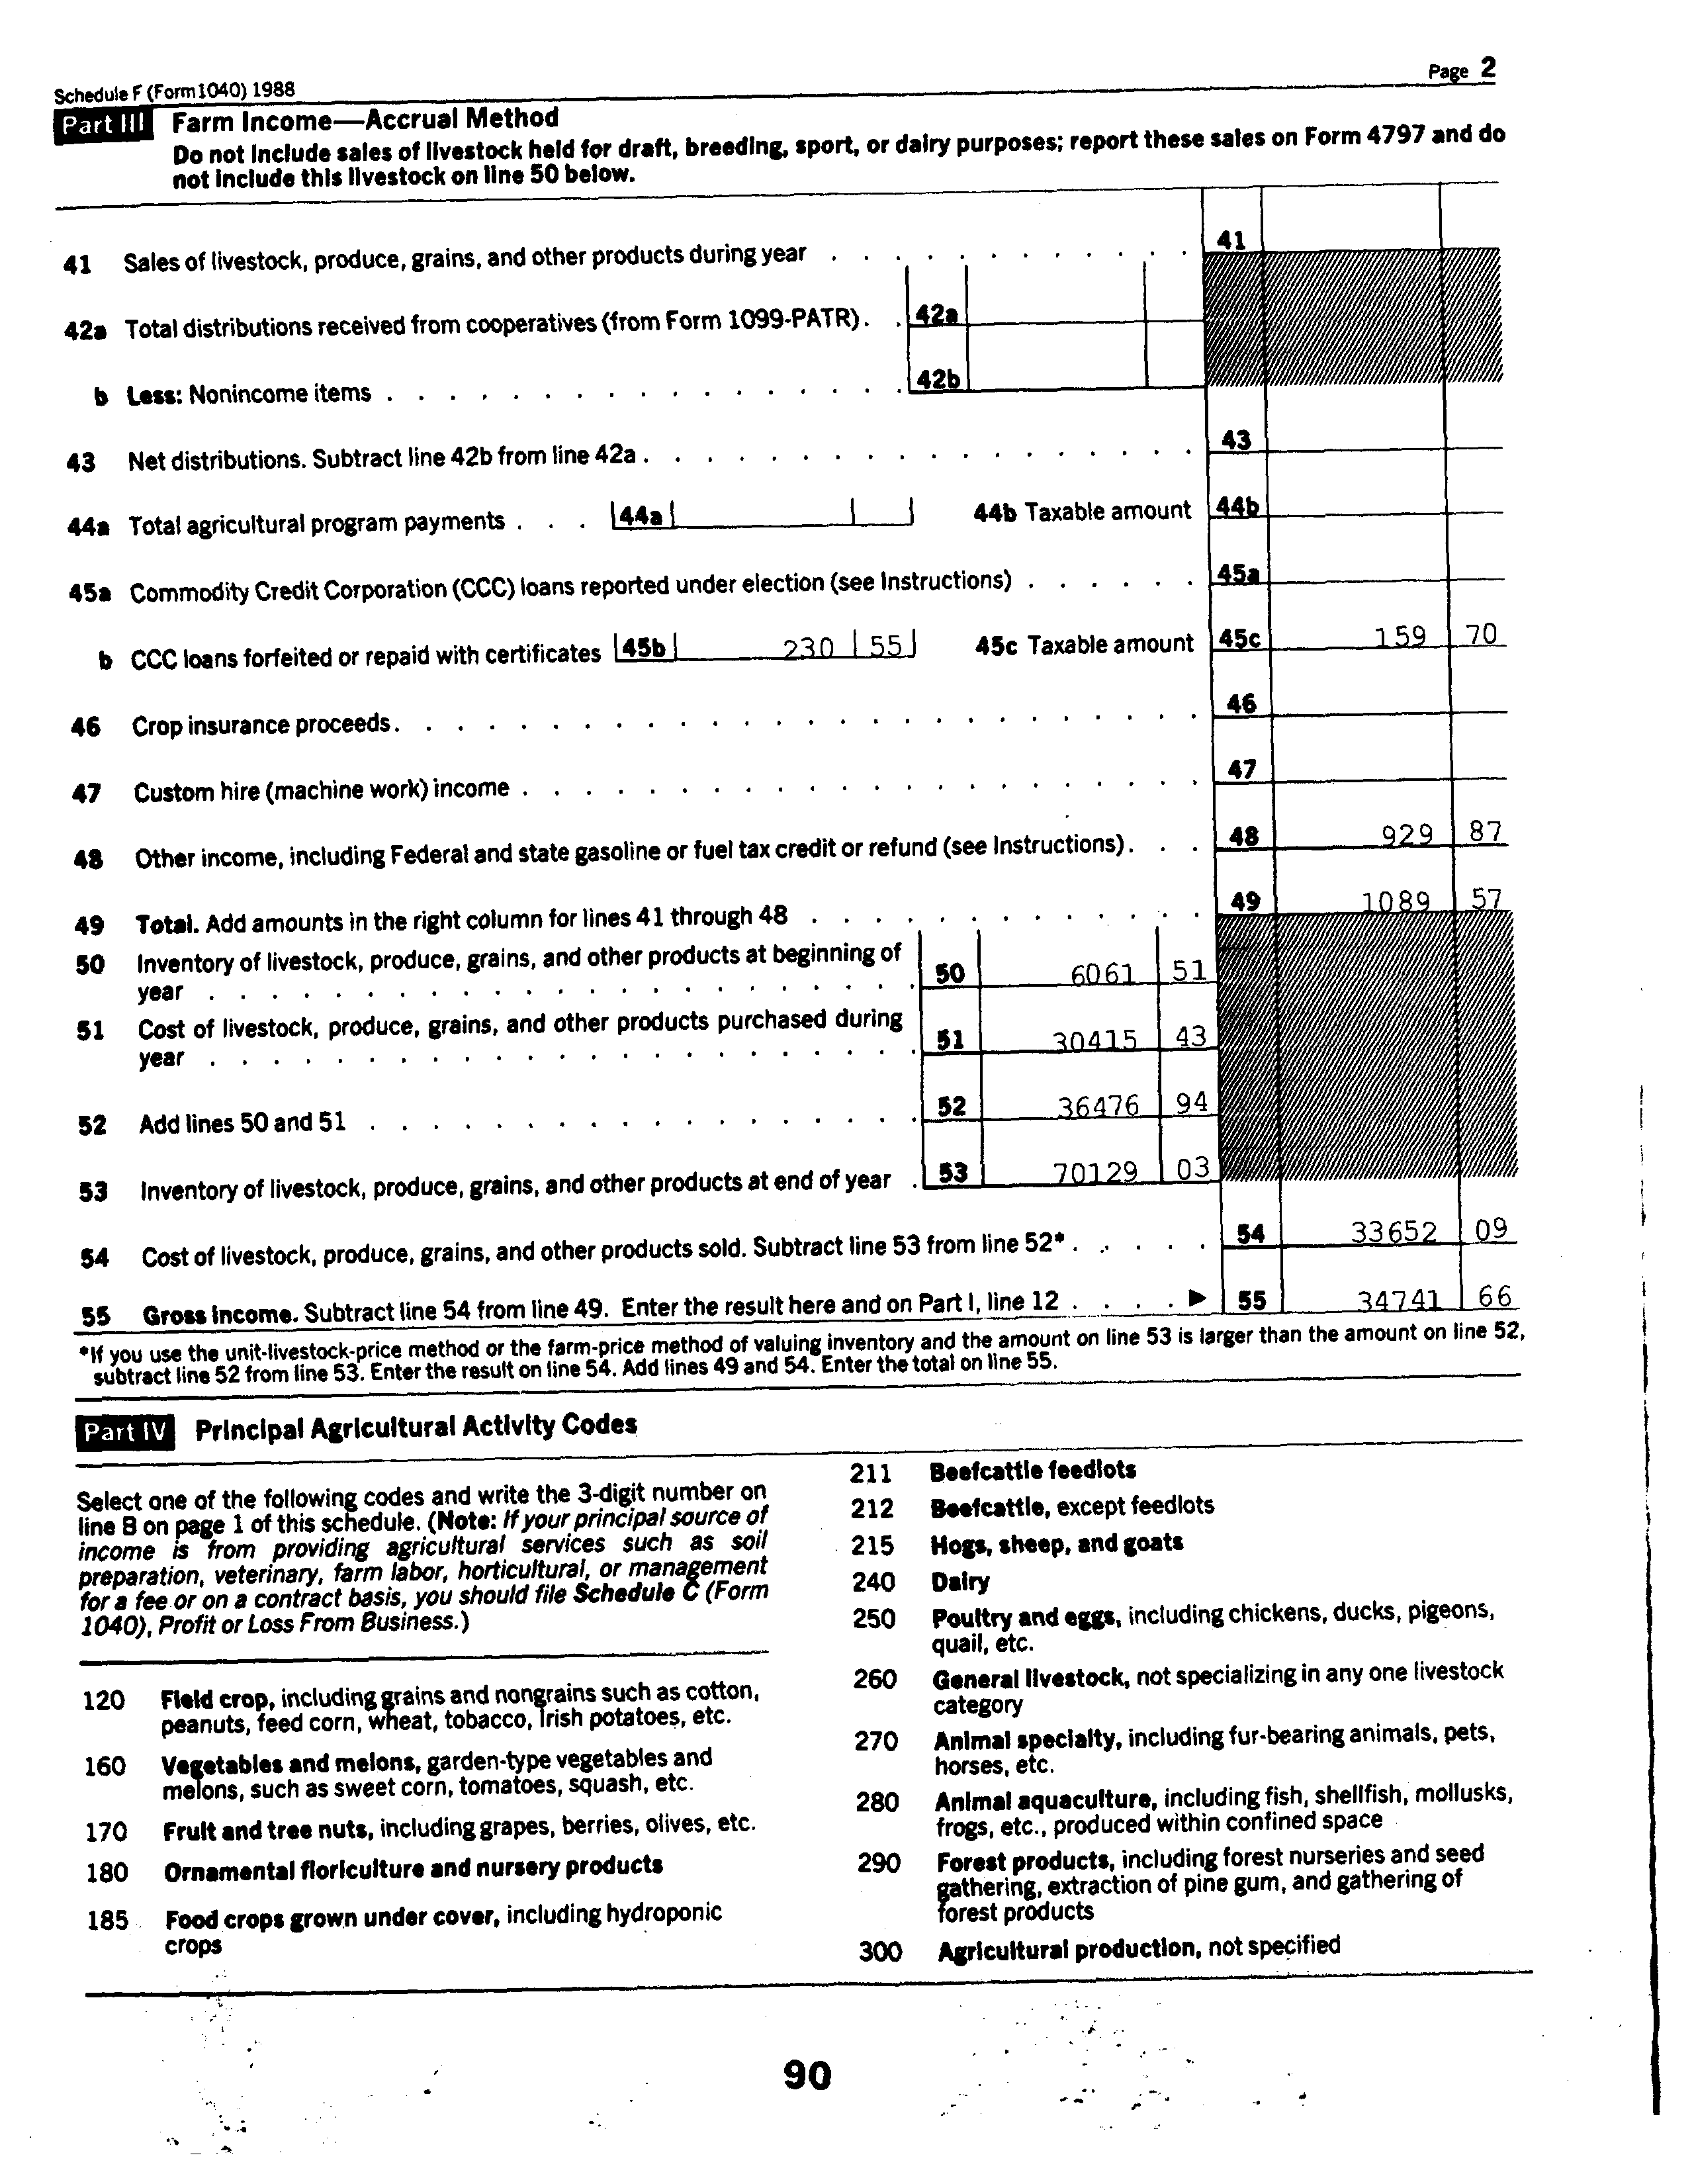 Schedule F (Form 1040) 1988
Page 2
Part III Farm Income—Accrual Method
Do not include sales of livestock held for draft, breeding, sport, or dairy purposes; report these sales on Form 4797 and do
not include this livestock on line 50 below.
41 Sales of livestock, produce, grains, and other products during year . . . . . . . . . . . . 41
42a Total distributions received from cooperatives (from Form 1099-PATR) . . 42a
b Less: Nonincome items . . . . . . . . . . . . . . . . . 42b
43 Net distributions. Subtract line 42b from line 42a . . . . . . . . . . . . . . . . . . 43
44a Total agricultural program payments . . . 44a 44b Taxable amount 44b
45a Commodity Credit Corporation (CCC) loans reported under election (see Instructions) . . . . . . 45a
b CCC loans forfeited or repaid with certificates 45b 230 55 45c Taxable amount 45c 159 70
46 Crop insurance proceeds . . . . . . . . . . . . . . . . . . . . . . . . . . 46
47 Custom hire (machine work) income . . . . . . . . . . . . . . . . . . . . . . 47
48 Other income, including Federal and state gasoline or fuel tax credit or refund (see Instructions) . . . 48 929 87
49 Total. Add amounts in the right column for lines 41 through 48 . . . . . . . . . . . . . 49 1089 57
50 Inventory of livestock, produce, grains, and other products at beginning of
year . . . . . . . . . . . . . . . . . . . . . . . 50 6061 51
51 Cost of livestock, produce, grains, and other products purchased during
year . . . . . . . . . . . . . . . . . . . . . . . 51 30415 43
52 Add lines 50 and 51 . . . . . . . . . . . . . . . . . . 52 36476 94
53 Inventory of livestock, produce, grains, and other products at end of year . 53 70129 03
54 Cost of livestock, produce, grains, and other products sold. Subtract line 53 from line 52* . . . . . 54 33652 09
55 Gross income. Subtract line 54 from line 49. Enter the result here and on Part I, line 12 . . . . ▶ 55 34741 66
*If you use the unit-livestock-price method or the farm-price method of valuing inventory and the amount on line 53 is larger than the amount on line 52,
subtract line 52 from line 53. Enter the result on line 54. Add lines 49 and 54. Enter the total on line 55.
Part IV Principal Agricultural Activity Codes
Select one of the following codes and write the 3-digit number on
line B on page 1 of this schedule. (Note: If your principal source of
income is from providing agricultural services such as soil
preparation, veterinary, farm labor, horticultural, or management
for a fee or on a contract basis, you should file Schedule C (Form
1040), Profit or Loss From Business.)
120 Field crop, including grains and nongrains such as cotton,
peanuts, feed corn, wheat, tobacco, Irish potatoes, etc.
160 Vegetables and melons, garden-type vegetables and
melons, such as sweet corn, tomatoes, squash, etc.
170 Fruit and tree nuts, including grapes, berries, olives, etc.
180 Ornamental floriculture and nursery products
185 Food crops grown under cover, including hydroponic
crops
211 Beefcattle feedlots
212 Beefcattle, except feedlots
215 Hogs, sheep, and goats
240 Dairy
250 Poultry and eggs, including chickens, ducks, pigeons,
quail, etc.
260 General livestock, not specializing in any one livestock
category
270 Animal specialty, including fur-bearing animals, pets,
horses, etc.
280 Animal aquaculture, including fish, shellfish, mollusks,
frogs, etc., produced within confined space
290 Forest products, including forest nurseries and seed
gathering, extraction of pine gum, and gathering of
forest products
300 Agricultural production, not specified
90